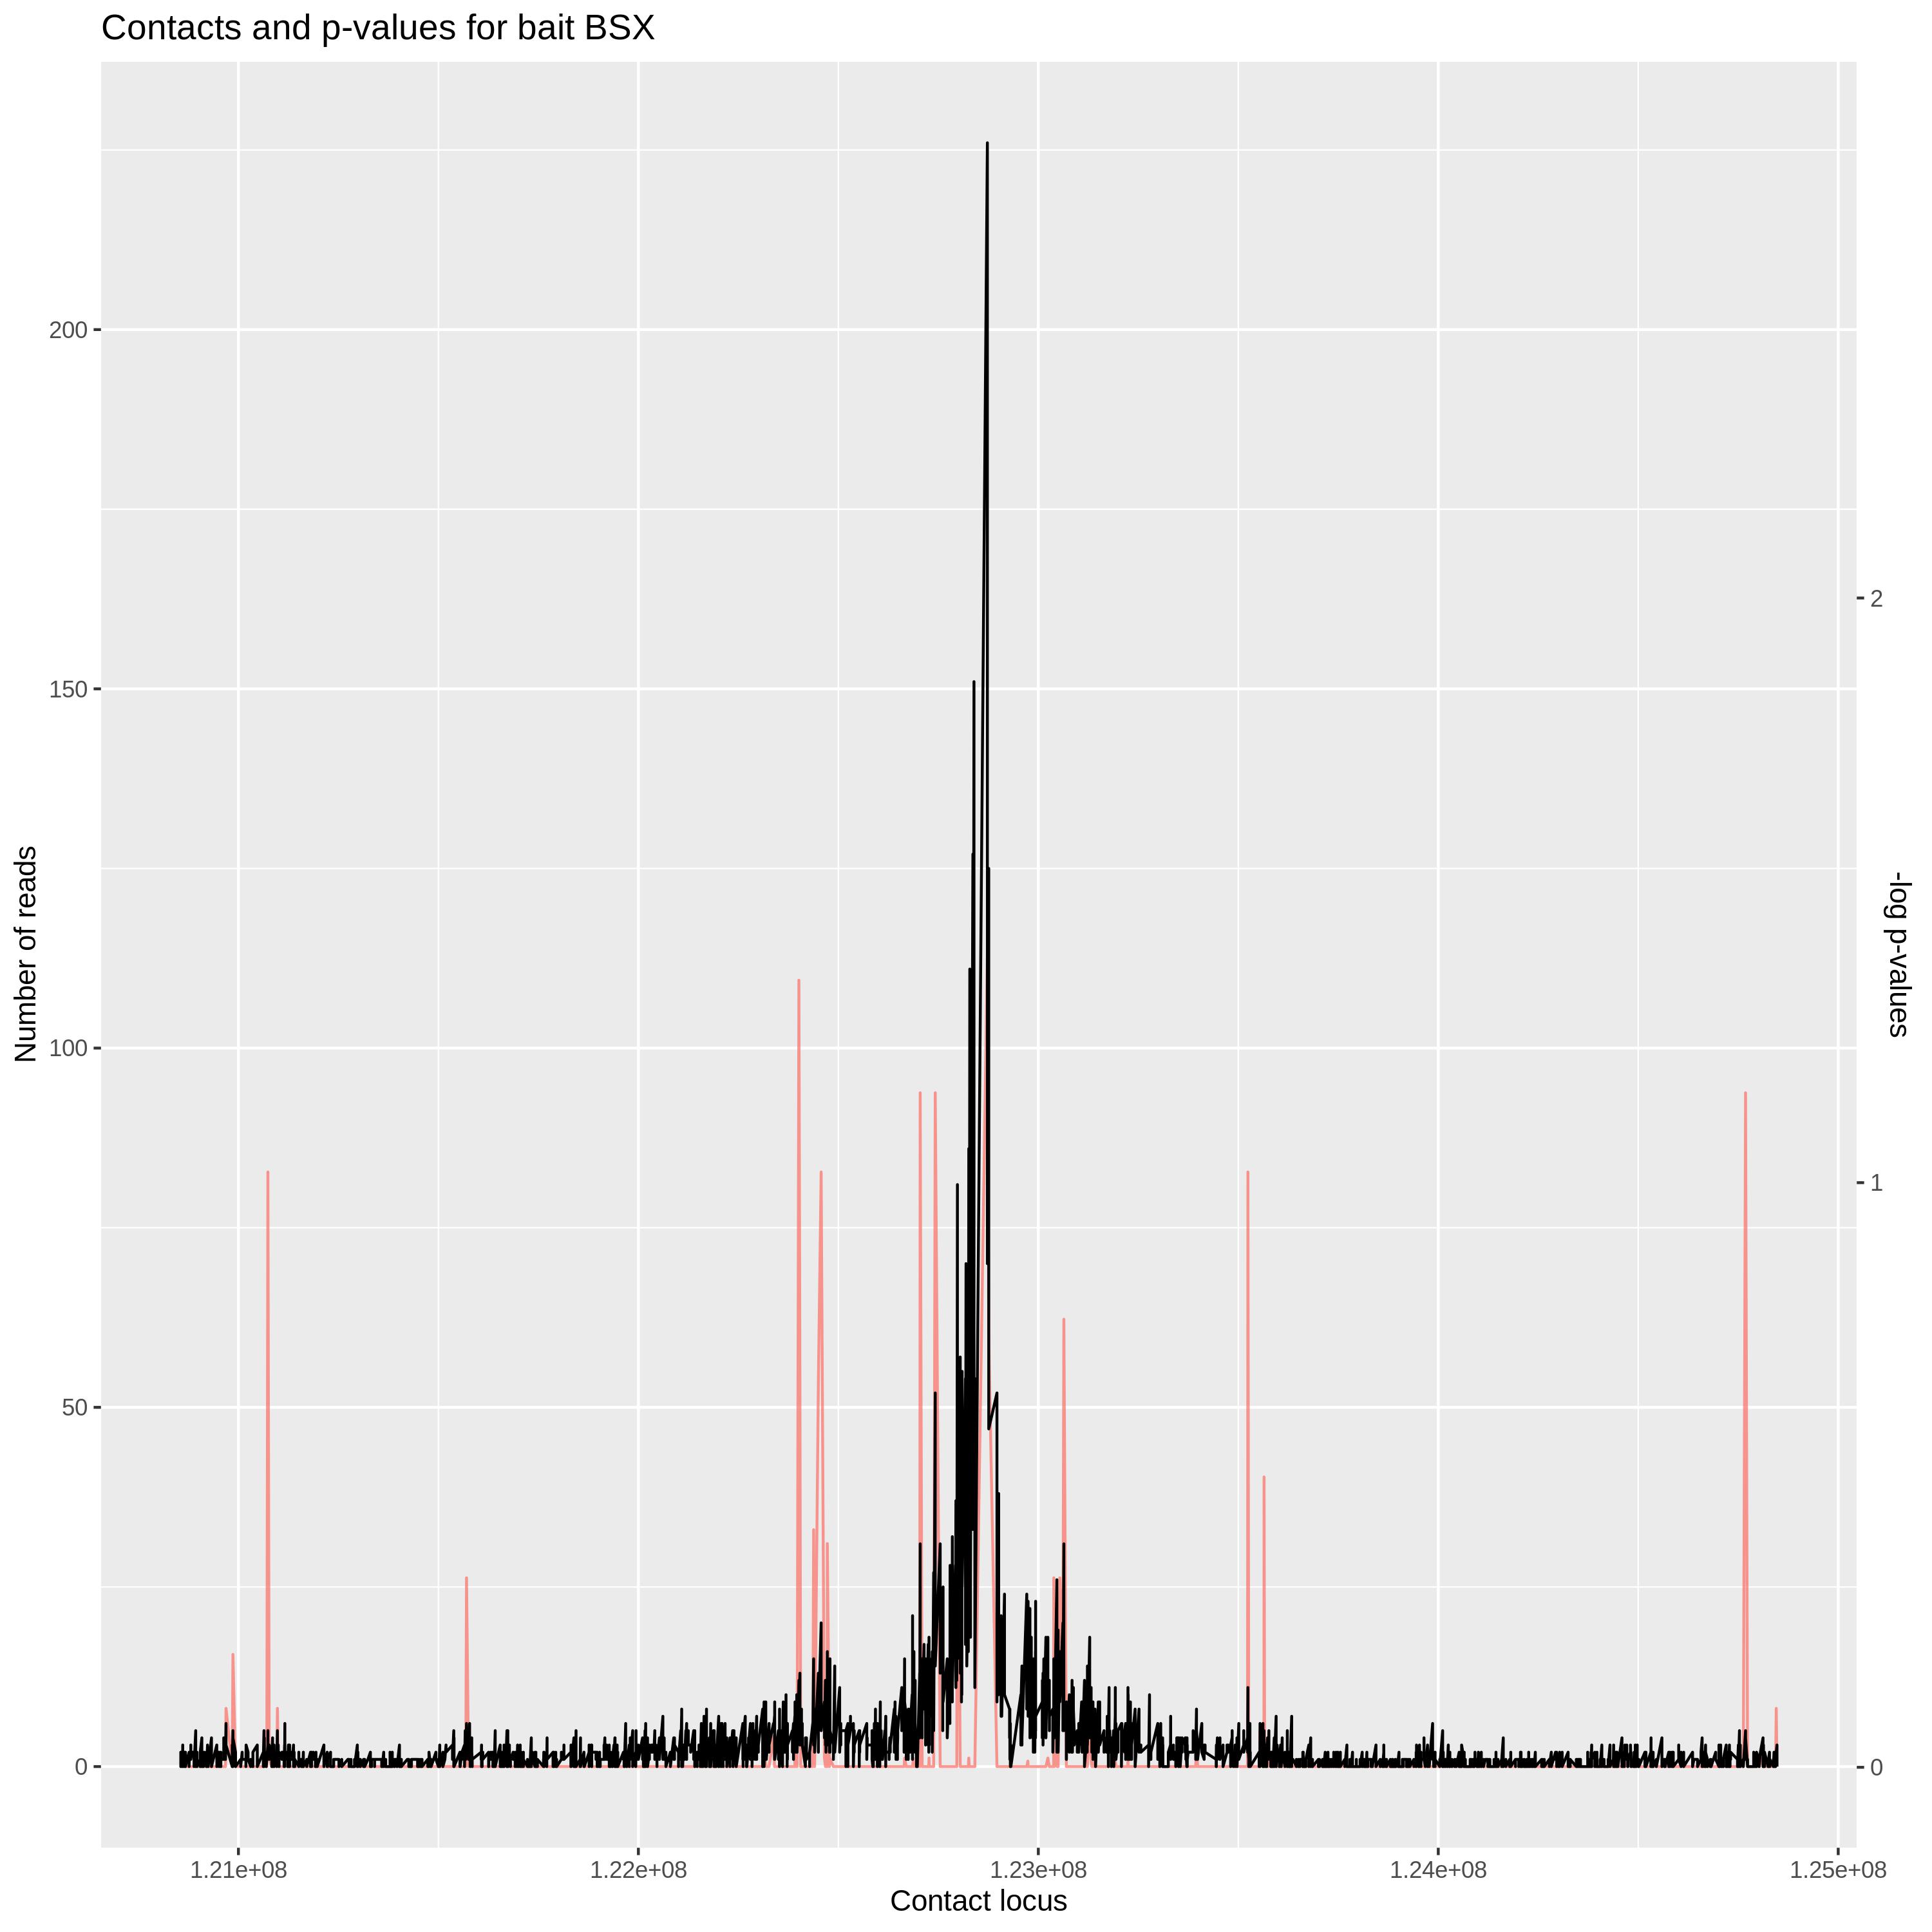 Contacts and p-values for bait BSX
Number of reads
200
150
100
50
0
2
1
0
-log p-values
1.21e+08
1.22e+08
1.23e+08
1.24e+08
1.25e+08
Contact locus